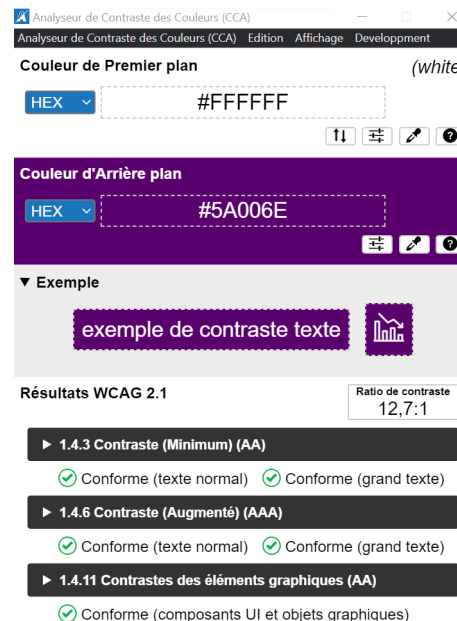 Analyseur de Contraste des Couleurs (CCA)
Analyseur de Contraste des Couleurs (CCA) Edition Affichage Developpment
Couleur de Premier plan (white
HEX #FFFFFF
Couleur d'Arrière plan
HEX #5A006E
▼ Exemple
exemple de contraste texte
Résultats WCAG 2.1
Ratio de contraste
12,7:1
▶ 1.4.3 Contraste (Minimum) (AA)
Conforme (texte normal) Conforme (grand texte)
▶ 1.4.6 Contraste (Augmenté) (AAA)
Conforme (texte normal) Conforme (grand texte)
▶ 1.4.11 Contrastes des éléments graphiques (AA)
Conforme (composants UI et objets graphiques)